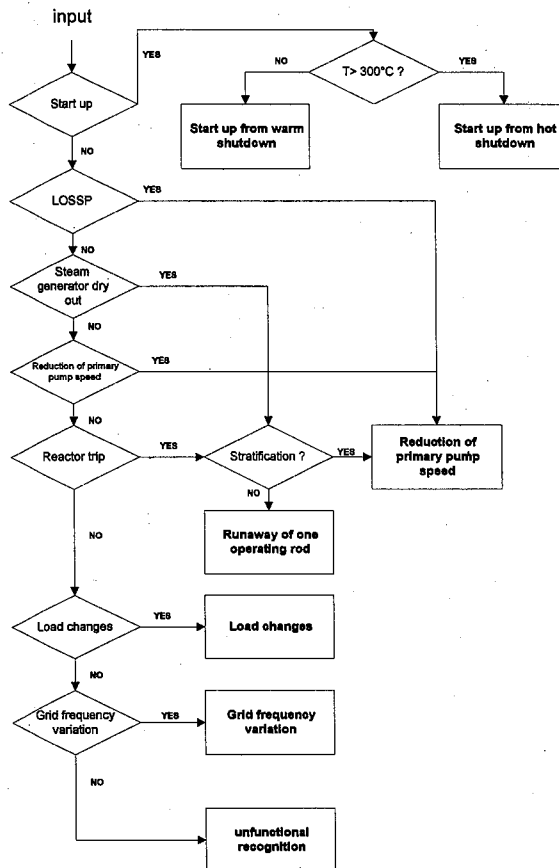 input
YES
T> 300°C ?
NO
YES
Start up
Start up from warm
shutdown
Start up from hot
shutdown
NO
LOSSP
YES
NO
Steam
generator dry
out
YES
NO
Reduction of primary
pump speed
YES
NO
Reactor trip
YES
Stratification ?
YES
Reduction of
primary pump
speed
NO
Runaway of one
operating rod
NO
Load changes
YES
Load changes
NO
Grid frequency
variation
YES
Grid frequency
variation
NO
unfunctional
recognition